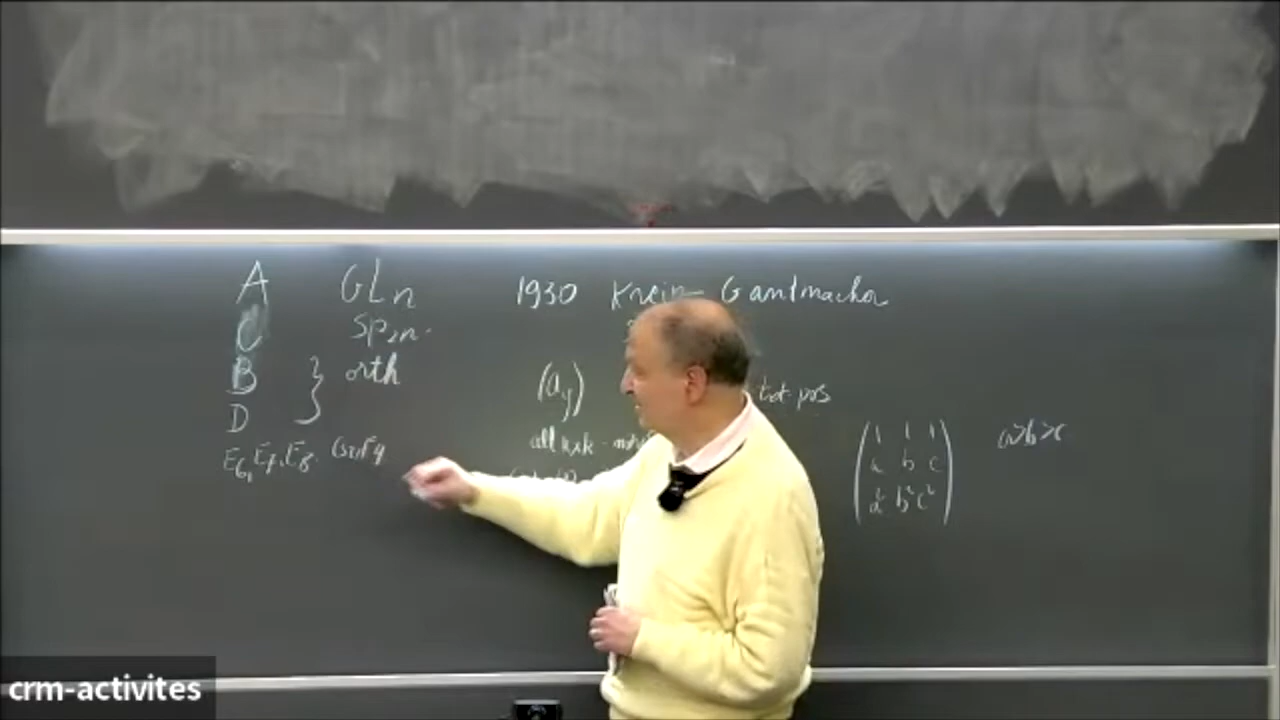 A GLn
C Sp2n.
B } orth
D
E6, E7, E8. G2, F4
1930 Krein- Gantmacher
(aij)
tot. pos
all kxk -
1 1 1
a b c
a² b² c²
a>b>c
crm-activites